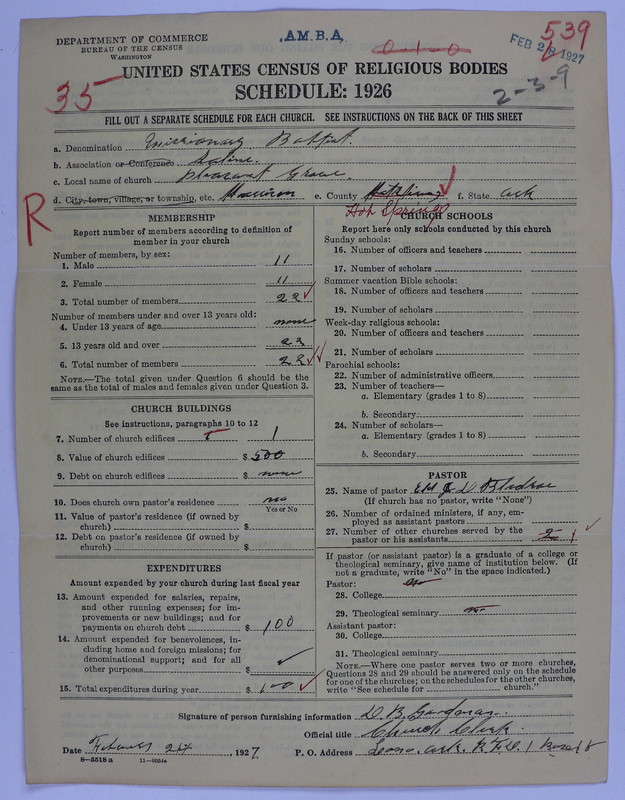 A.M.B.A.
539
DEPARTMENT OF COMMERCE
BUREAU OF THE CENSUS
WASHINGTON
0-1-0
FEB 28 1927
UNITED STATES CENSUS OF RELIGIOUS BODIES
35
2-3-9
SCHEDULE: 1926
FILL OUT A SEPARATE SCHEDULE FOR EACH CHURCH. SEE INSTRUCTIONS ON THE BACK OF THIS SHEET
a. Denomination Missionary Baptist
b. Association or Conference Saline
c. Local name of church Pleasant Grove
d. City, town, village, or township, etc. e. County f. State Ark
Hot Springs
R
MEMBERSHIP
Report number of members according to definition of
member in your church
Number of members, by sex:
1. Male 11
2. Female 11
3. Total number of members 22
Number of members under and over 13 years old:
4. Under 13 years of age none
5. 13 years old and over 22
6. Total number of members 22
NOTE.—The total given under Question 6 should be the
same as the total of males and females given under Question 3.
CHURCH BUILDINGS
See instructions, paragraphs 10 to 12
7. Number of church edifices 1
8. Value of church edifices $ 500
9. Debt on church edifices $ none
10. Does church own pastor's residence no
Yes or No
11. Value of pastor's residence (if owned by
church) $
12. Debt on pastor's residence (if owned by
church) $
EXPENDITURES
Amount expended by your church during last fiscal year
13. Amount expended for salaries, repairs,
and other running expenses; for im-
provements or new buildings; and for
payments on church debt $ 100
14. Amount expended for benevolences, in-
cluding home and foreign missions; for
denominational support; and for all
other purposes $
15. Total expenditures during year $ 100
CHURCH SCHOOLS
Report here only schools conducted by this church
Sunday schools:
16. Number of officers and teachers
17. Number of scholars
Summer vacation Bible schools:
18. Number of officers and teachers
19. Number of scholars
Week-day religious schools:
20. Number of officers and teachers
21. Number of scholars
Parochial schools:
22. Number of administrative officers
23. Number of teachers—
a. Elementary (grades 1 to 8)
b. Secondary
24. Number of scholars—
a. Elementary (grades 1 to 8)
b. Secondary
PASTOR
25. Name of pastor Eld
(If church has no pastor, write "None")
26. Number of ordained ministers, if any, em-
ployed as assistant pastors
27. Number of other churches served by the
pastor or his assistants 2 1
If pastor (or assistant pastor) is a graduate of a college or
theological seminary, give name of institution below. (If
not a graduate, write "No" in the space indicated.)
Pastor:
28. College
29. Theological seminary no
Assistant pastor:
30. College
31. Theological seminary
NOTE.—Where one pastor serves two or more churches,
Questions 28 and 29 should be answered only on the schedule
for one of the churches; on the schedules for the other churches,
write "See schedule for church."
Signature of person furnishing information D. B. Goodman
Official title Church Clerk
Date 24, 1927 P. O. Address Leona, Ark. R.F.D. 1 Box 18
8—5518 a 11—9054a